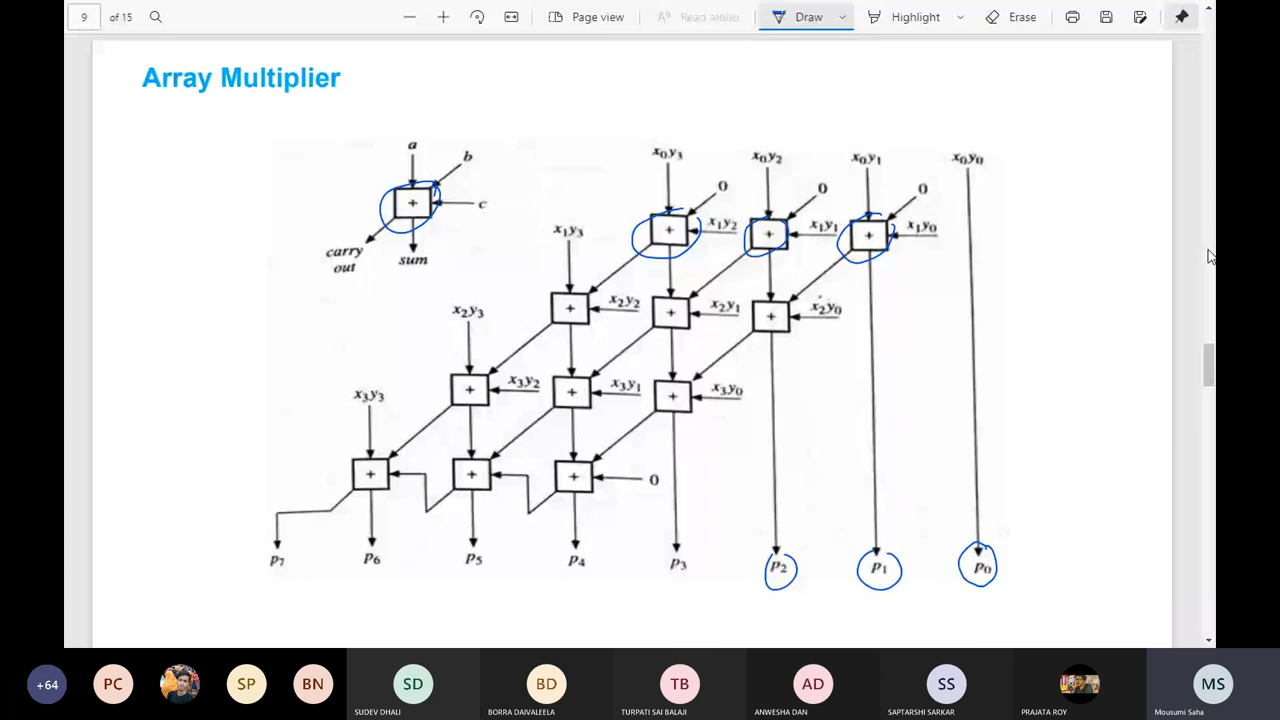 9 of 15 Page view Read aloud Draw Highlight Erase
Array Multiplier
a
b
c
+
carry out
sum
x₀y₃ x₀y₂ x₀y₁ x₀y₀
0 0 0
x₁y₃ + x₁y₂ + x₁y₁ + x₁y₀
x₂y₃ + x₂y₂ + x₂y₁ + x₂y₀
x₃y₃ + x₃y₂ + x₃y₁ + x₃y₀
+ + + 0
p₇ p₆ p₅ p₄ p₃ p₂ p₁ p₀
+64 PC SP BN SD BD TB AD SS MS
SUDEV DHALI BORRA DAIVALEELA TURPATI SAI BALAJI ANWESHA DAN SAPTARSHI SARKAR PRAJATA ROY Mousumi Saha